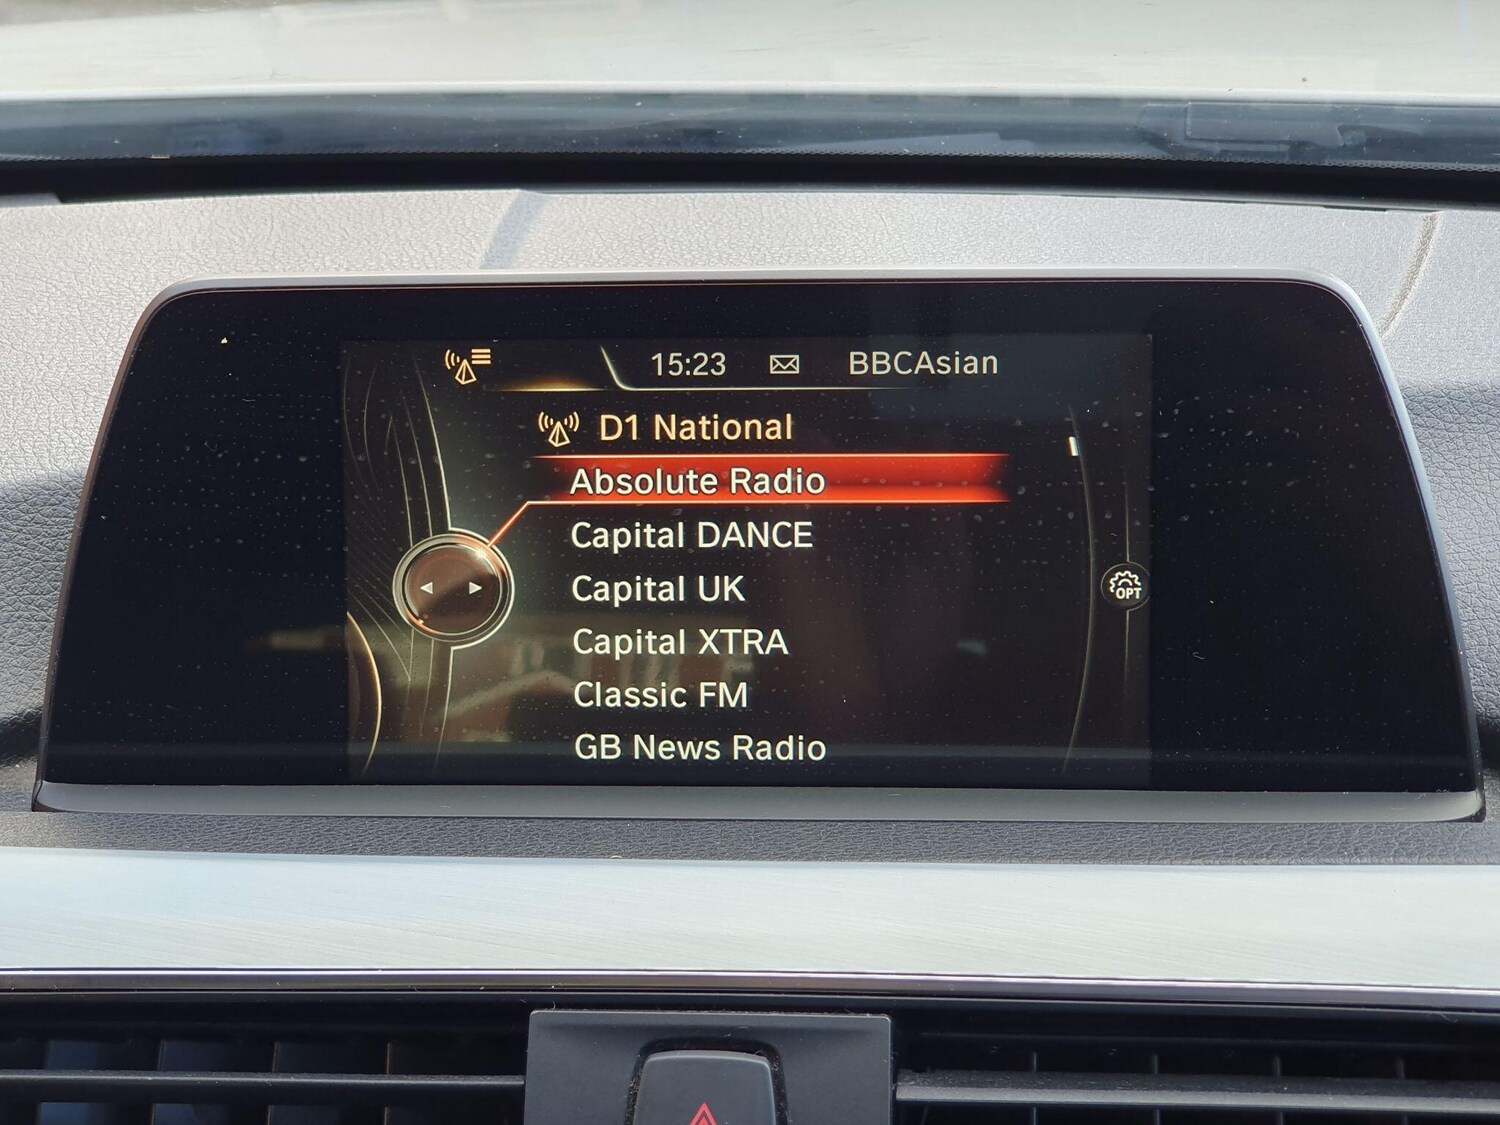 15:23 BBCAsian
D1 National
Absolute Radio
Capital DANCE
Capital UK
OPT
Capital XTRA
Classic FM
GB News Radio